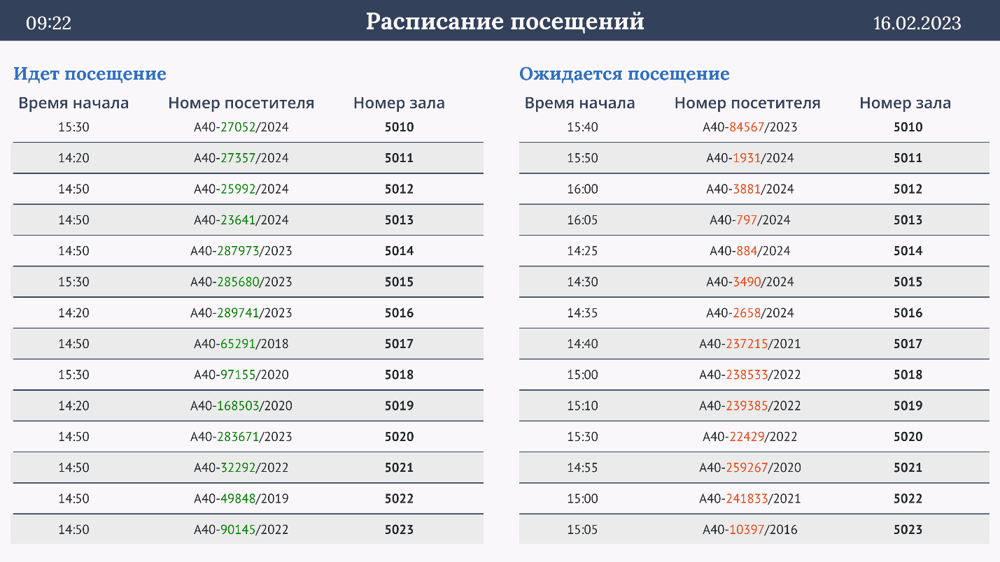 09:22 Расписание посещений 16.02.2023
Идет посещение
Время начала Номер посетителя Номер зала
15:30 А40-27052/2024 5010
14:20 А40-27357/2024 5011
14:50 А40-25992/2024 5012
14:50 А40-23641/2024 5013
14:50 А40-287973/2023 5014
15:30 А40-285680/2023 5015
14:20 А40-289741/2023 5016
14:50 А40-65291/2018 5017
15:30 А40-97155/2020 5018
14:20 А40-168503/2020 5019
14:50 А40-283671/2023 5020
14:50 А40-32292/2022 5021
14:50 А40-49848/2019 5022
14:50 А40-90145/2022 5023
Ожидается посещение
Время начала Номер посетителя Номер зала
15:40 А40-84567/2023 5010
15:50 А40-1931/2024 5011
16:00 А40-3881/2024 5012
16:05 А40-797/2024 5013
14:25 А40-884/2024 5014
14:30 А40-3490/2024 5015
14:35 А40-2658/2024 5016
14:40 А40-237215/2021 5017
15:00 А40-238533/2022 5018
15:10 А40-239385/2022 5019
15:30 А40-22429/2022 5020
14:55 А40-259267/2020 5021
15:00 А40-241833/2021 5022
15:05 А40-10397/2016 5023